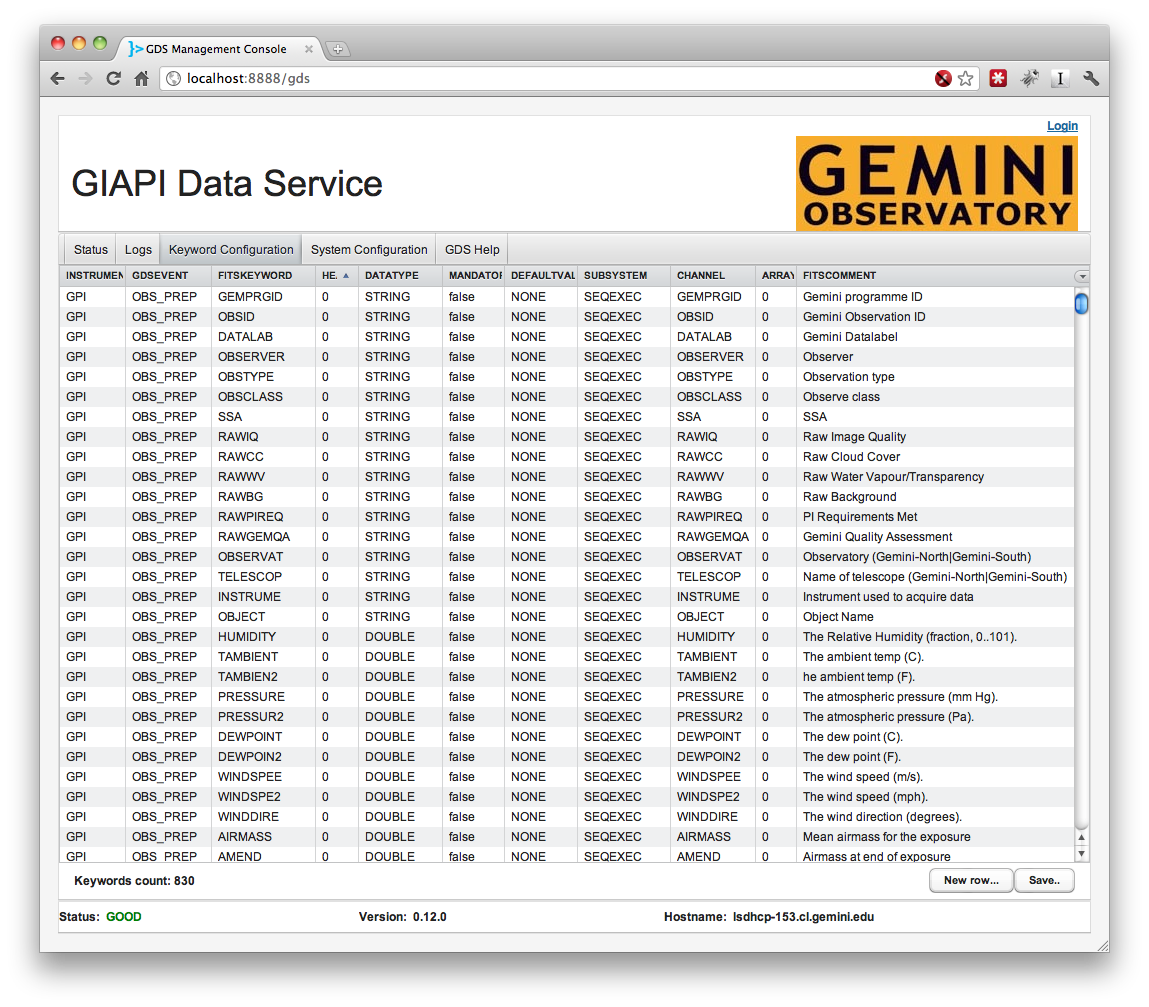 GDS Management Console
localhost:8888/gds
Login
GIAPI Data Service
GEMINI
OBSERVATORY
Status Logs Keyword Configuration System Configuration GDS Help
INSTRUMEN GDSEVENT FITSKEYWORD HE. DATATYPE MANDATOR DEFAULTVAL SUBSYSTEM CHANNEL ARRAY FITSCOMMENT
GPI OBS_PREP GEMPRGID 0 STRING false NONE SEQEXEC GEMPRGID 0 Gemini programme ID
GPI OBS_PREP OBSID 0 STRING false NONE SEQEXEC OBSID 0 Gemini Observation ID
GPI OBS_PREP DATALAB 0 STRING false NONE SEQEXEC DATALAB 0 Gemini Datalabel
GPI OBS_PREP OBSERVER 0 STRING false NONE SEQEXEC OBSERVER 0 Observer
GPI OBS_PREP OBSTYPE 0 STRING false NONE SEQEXEC OBSTYPE 0 Observation type
GPI OBS_PREP OBSCLASS 0 STRING false NONE SEQEXEC OBSCLASS 0 Observe class
GPI OBS_PREP SSA 0 STRING false NONE SEQEXEC SSA 0 SSA
GPI OBS_PREP RAWIQ 0 STRING false NONE SEQEXEC RAWIQ 0 Raw Image Quality
GPI OBS_PREP RAWCC 0 STRING false NONE SEQEXEC RAWCC 0 Raw Cloud Cover
GPI OBS_PREP RAWWV 0 STRING false NONE SEQEXEC RAWWV 0 Raw Water Vapour/Transparency
GPI OBS_PREP RAWBG 0 STRING false NONE SEQEXEC RAWBG 0 Raw Background
GPI OBS_PREP RAWPIREQ 0 STRING false NONE SEQEXEC RAWPIREQ 0 PI Requirements Met
GPI OBS_PREP RAWGEMQA 0 STRING false NONE SEQEXEC RAWGEMQA 0 Gemini Quality Assessment
GPI OBS_PREP OBSERVAT 0 STRING false NONE SEQEXEC OBSERVAT 0 Observatory (Gemini-North|Gemini-South)
GPI OBS_PREP TELESCOP 0 STRING false NONE SEQEXEC TELESCOP 0 Name of telescope (Gemini-North|Gemini-South)
GPI OBS_PREP INSTRUME 0 STRING false NONE SEQEXEC INSTRUME 0 Instrument used to acquire data
GPI OBS_PREP OBJECT 0 STRING false NONE SEQEXEC OBJECT 0 Object Name
GPI OBS_PREP HUMIDITY 0 DOUBLE false NONE SEQEXEC HUMIDITY 0 The Relative Humidity (fraction, 0..101).
GPI OBS_PREP TAMBIENT 0 DOUBLE false NONE SEQEXEC TAMBIENT 0 The ambient temp (C).
GPI OBS_PREP TAMBIEN2 0 DOUBLE false NONE SEQEXEC TAMBIEN2 0 he ambient temp (F).
GPI OBS_PREP PRESSURE 0 DOUBLE false NONE SEQEXEC PRESSURE 0 The atmospheric pressure (mm Hg).
GPI OBS_PREP PRESSUR2 0 DOUBLE false NONE SEQEXEC PRESSUR2 0 The atmospheric pressure (Pa).
GPI OBS_PREP DEWPOINT 0 DOUBLE false NONE SEQEXEC DEWPOINT 0 The dew point (C).
GPI OBS_PREP DEWPOIN2 0 DOUBLE false NONE SEQEXEC DEWPOIN2 0 The dew point (F).
GPI OBS_PREP WINDSPEE 0 DOUBLE false NONE SEQEXEC WINDSPEE 0 The wind speed (m/s).
GPI OBS_PREP WINDSPE2 0 DOUBLE false NONE SEQEXEC WINDSPE2 0 The wind speed (mph).
GPI OBS_PREP WINDDIRE 0 DOUBLE false NONE SEQEXEC WINDDIRE 0 The wind direction (degrees).
GPI OBS_PREP AIRMASS 0 DOUBLE false NONE SEQEXEC AIRMASS 0 Mean airmass for the exposure
GPI OBS_PREP AMEND 0 DOUBLE false NONE SEQEXEC AMEND 0 Airmass at end of exposure
Keywords count: 830 New row... Save..
Status: GOOD Version: 0.12.0 Hostname: lsdhcp-153.cl.gemini.edu